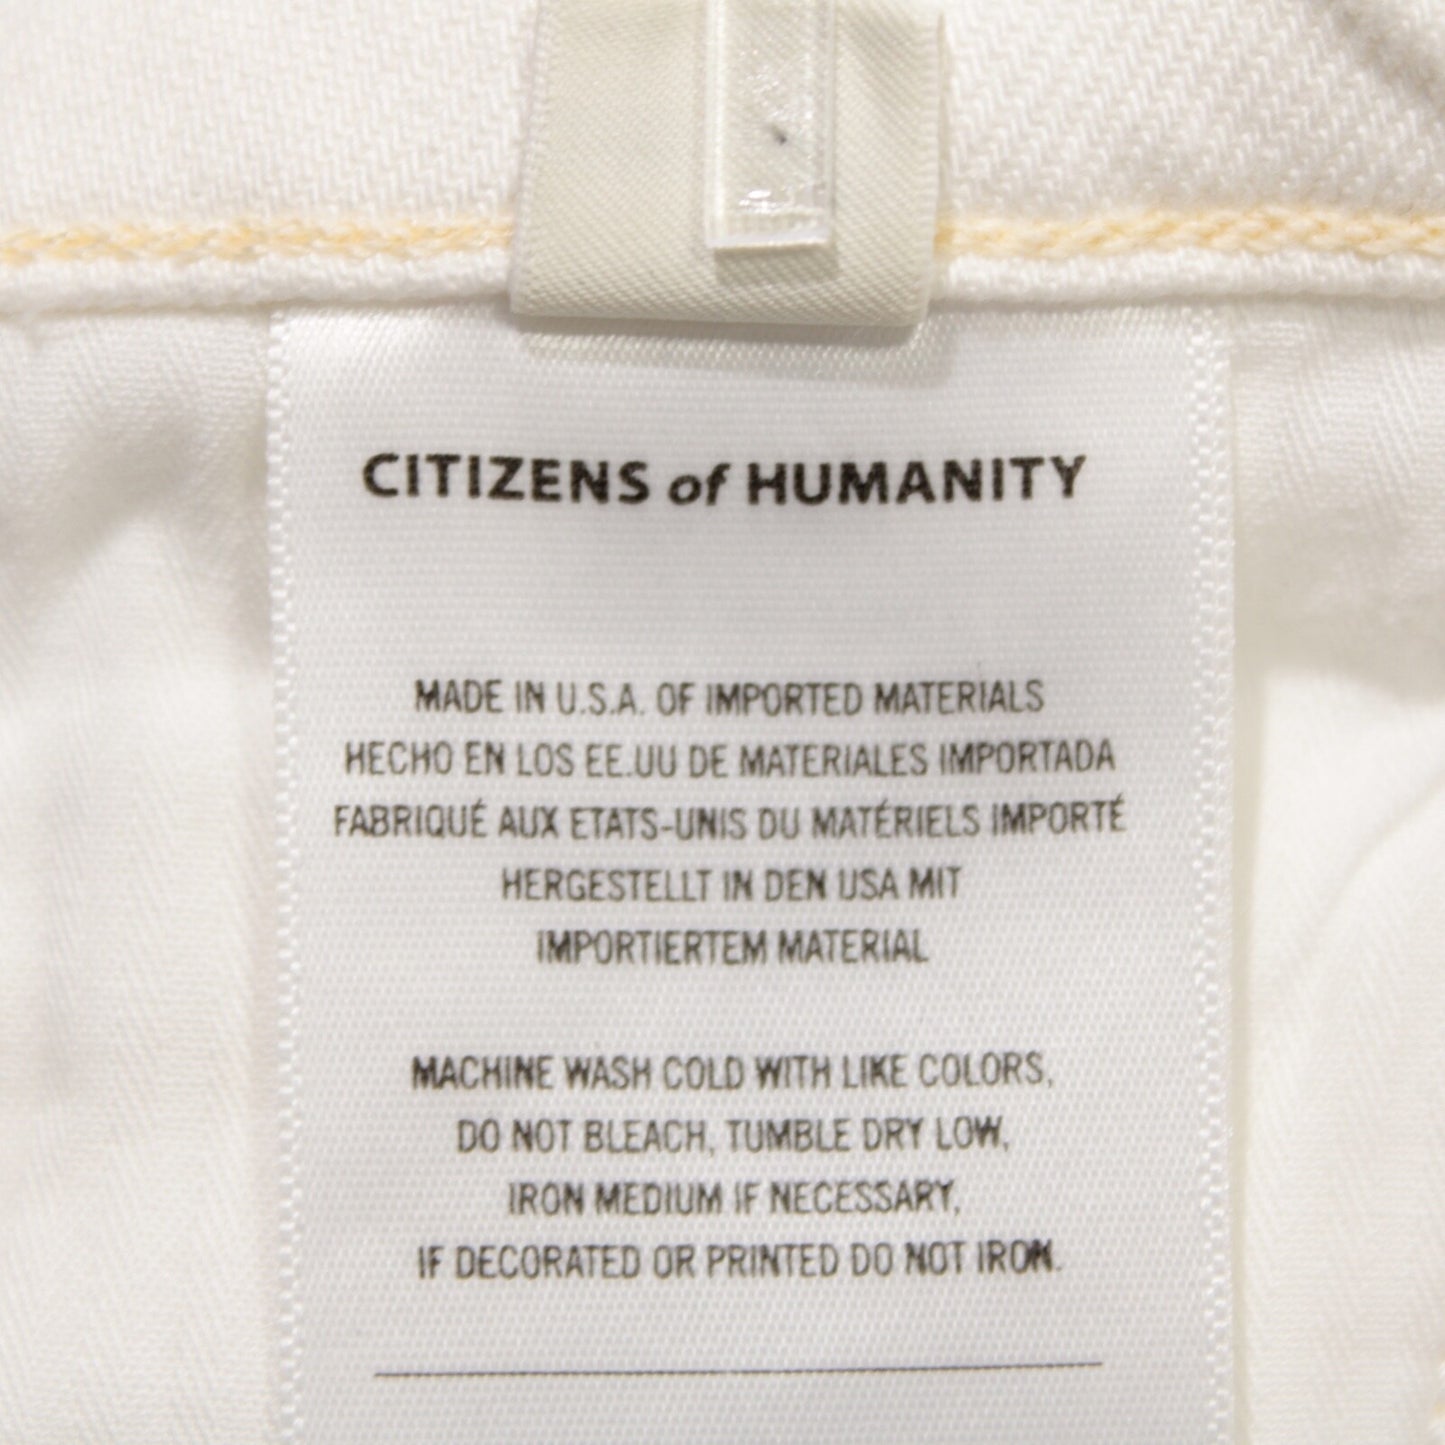 CITIZENS of HUMANITY
MADE IN U.S.A. OF IMPORTED MATERIALS
HECHO EN LOS EE.UU DE MATERIALES IMPORTADA
FABRIQUÉ AUX ETATS-UNIS DU MATÉRIELS IMPORTÉ
HERGESTELLT IN DEN USA MIT
IMPORTIERTEM MATERIAL
MACHINE WASH COLD WITH LIKE COLORS,
DO NOT BLEACH, TUMBLE DRY LOW,
IRON MEDIUM IF NECESSARY,
IF DECORATED OR PRINTED DO NOT IRON.